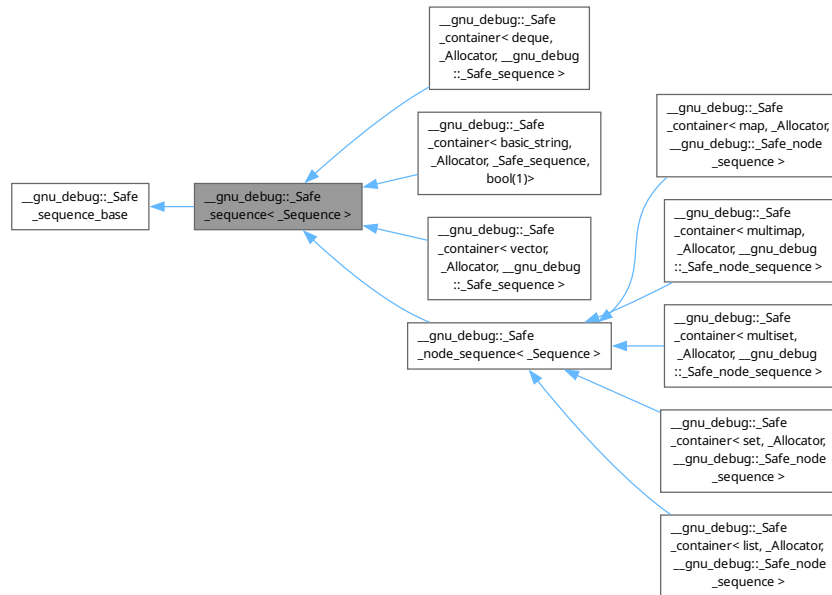 __gnu_debug::_Safe
_sequence_base
__gnu_debug::_Safe
_sequence< _Sequence >
__gnu_debug::_Safe
_container< deque,
_Allocator, __gnu_debug
::_Safe_sequence >
__gnu_debug::_Safe
_container< basic_string,
_Allocator, _Safe_sequence,
bool(1)>
__gnu_debug::_Safe
_container< vector,
_Allocator, __gnu_debug
::_Safe_sequence >
__gnu_debug::_Safe
_node_sequence< _Sequence >
__gnu_debug::_Safe
_container< map, _Allocator,
__gnu_debug::_Safe_node
_sequence >
__gnu_debug::_Safe
_container< multimap,
_Allocator, __gnu_debug
::_Safe_node_sequence >
__gnu_debug::_Safe
_container< multiset,
_Allocator, __gnu_debug
::_Safe_node_sequence >
__gnu_debug::_Safe
_container< set, _Allocator,
__gnu_debug::_Safe_node
_sequence >
__gnu_debug::_Safe
_container< list, _Allocator,
__gnu_debug::_Safe_node
_sequence >